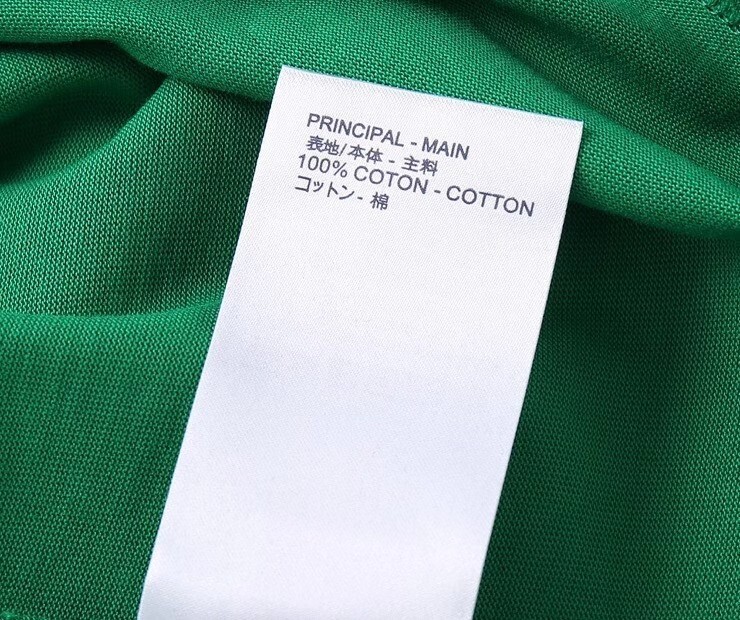 PRINCIPAL - MAIN
表地/本体 - 主料
100% COTON - COTTON
コットン - 棉